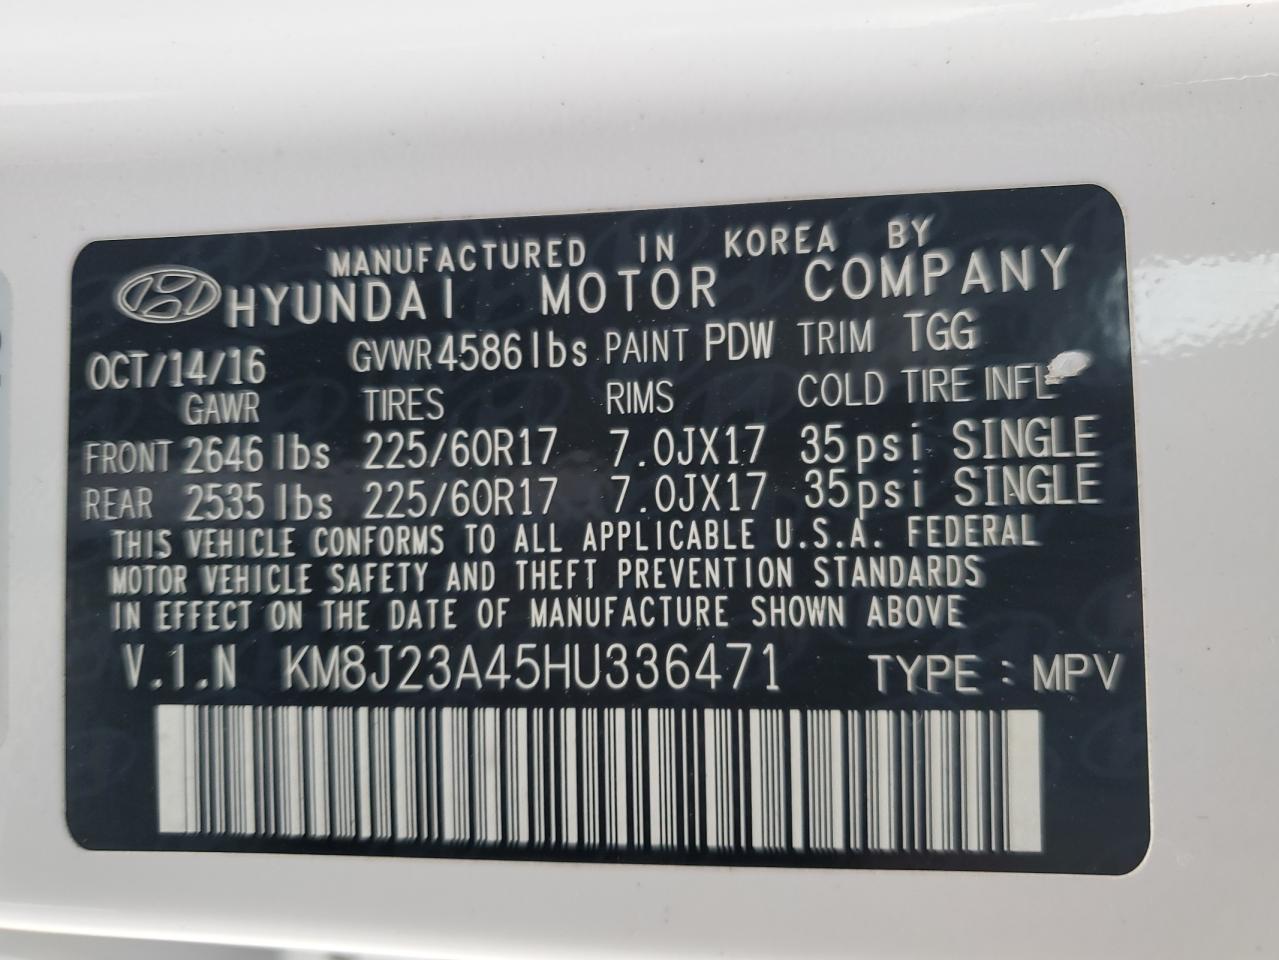 MANUFACTURED IN KOREA BY
HYUNDAI MOTOR COMPANY
OCT/14/16 GVWR 4586 lbs PAINT PDW TRIM TGG
GAWR TIRES RIMS COLD TIRE INFL
FRONT 2646 lbs 225/60R17 7.0JX17 35 psi SINGLE
REAR 2535 lbs 225/60R17 7.0JX17 35 psi SINGLE
THIS VEHICLE CONFORMS TO ALL APPLICABLE U.S.A. FEDERAL
MOTOR VEHICLE SAFETY AND THEFT PREVENTION STANDARDS
IN EFFECT ON THE DATE OF MANUFACTURE SHOWN ABOVE
V.I.N KM8J23A45HU336471 TYPE : MPV